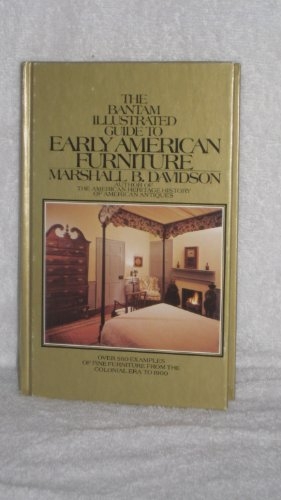 THE
BANTAM
ILLUSTRATED
GUIDE TO
EARLY AMERICAN
FURNITURE
MARSHALL B. DAVIDSON
AUTHOR OF
THE AMERICAN HERITAGE HISTORY
OF AMERICAN ANTIQUES
OVER 500 EXAMPLES
OF FINE FURNITURE FROM THE
COLONIAL ERA TO 1900